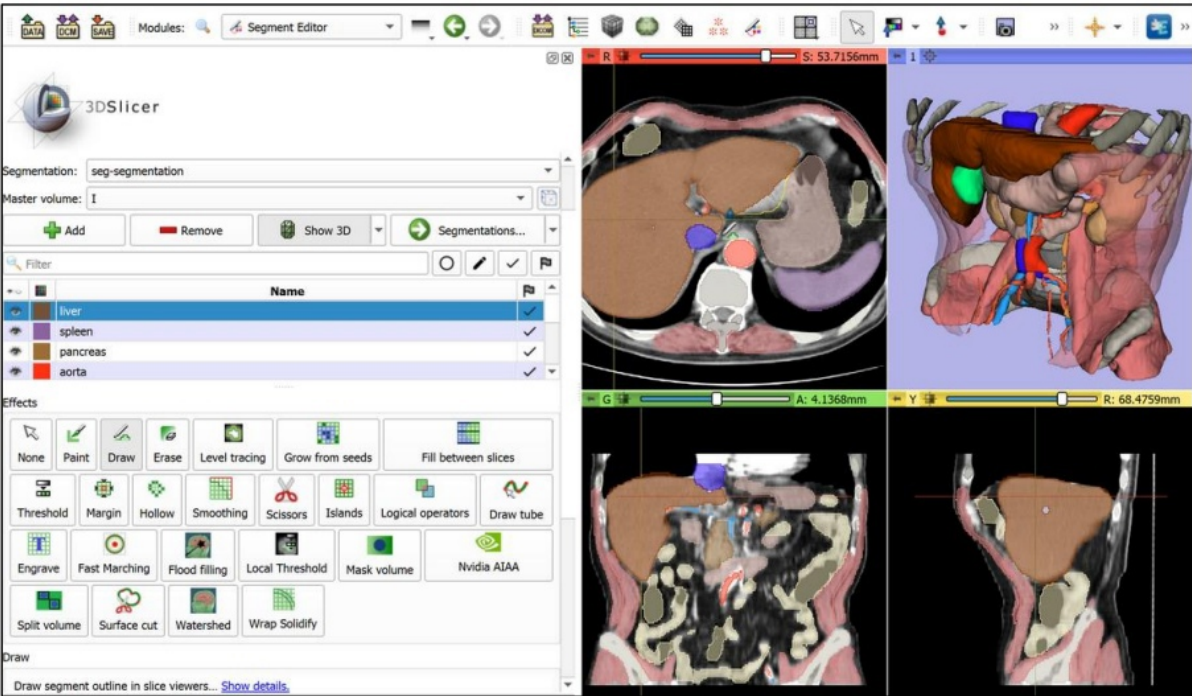 DATA DCM SAVE Modules: Segment Editor DICOM »  »
3DSlicer
R S: 53.7156mm 1
Segmentation: seg-segmentation
Master volume: I
Add Remove Show 3D Segmentations...
Filter
Name
liver
spleen
pancreas
aorta
Effects
G A: 4.1368mm Y R: 68.4759mm
None Paint Draw Erase Level tracing Grow from seeds Fill between slices
Threshold Margin Hollow Smoothing Scissors Islands Logical operators Draw tube
Engrave Fast Marching Flood filling Local Threshold Mask volume Nvidia AIAA
Split volume Surface cut Watershed Wrap Solidify
Draw
Draw segment outline in slice viewers... Show details.